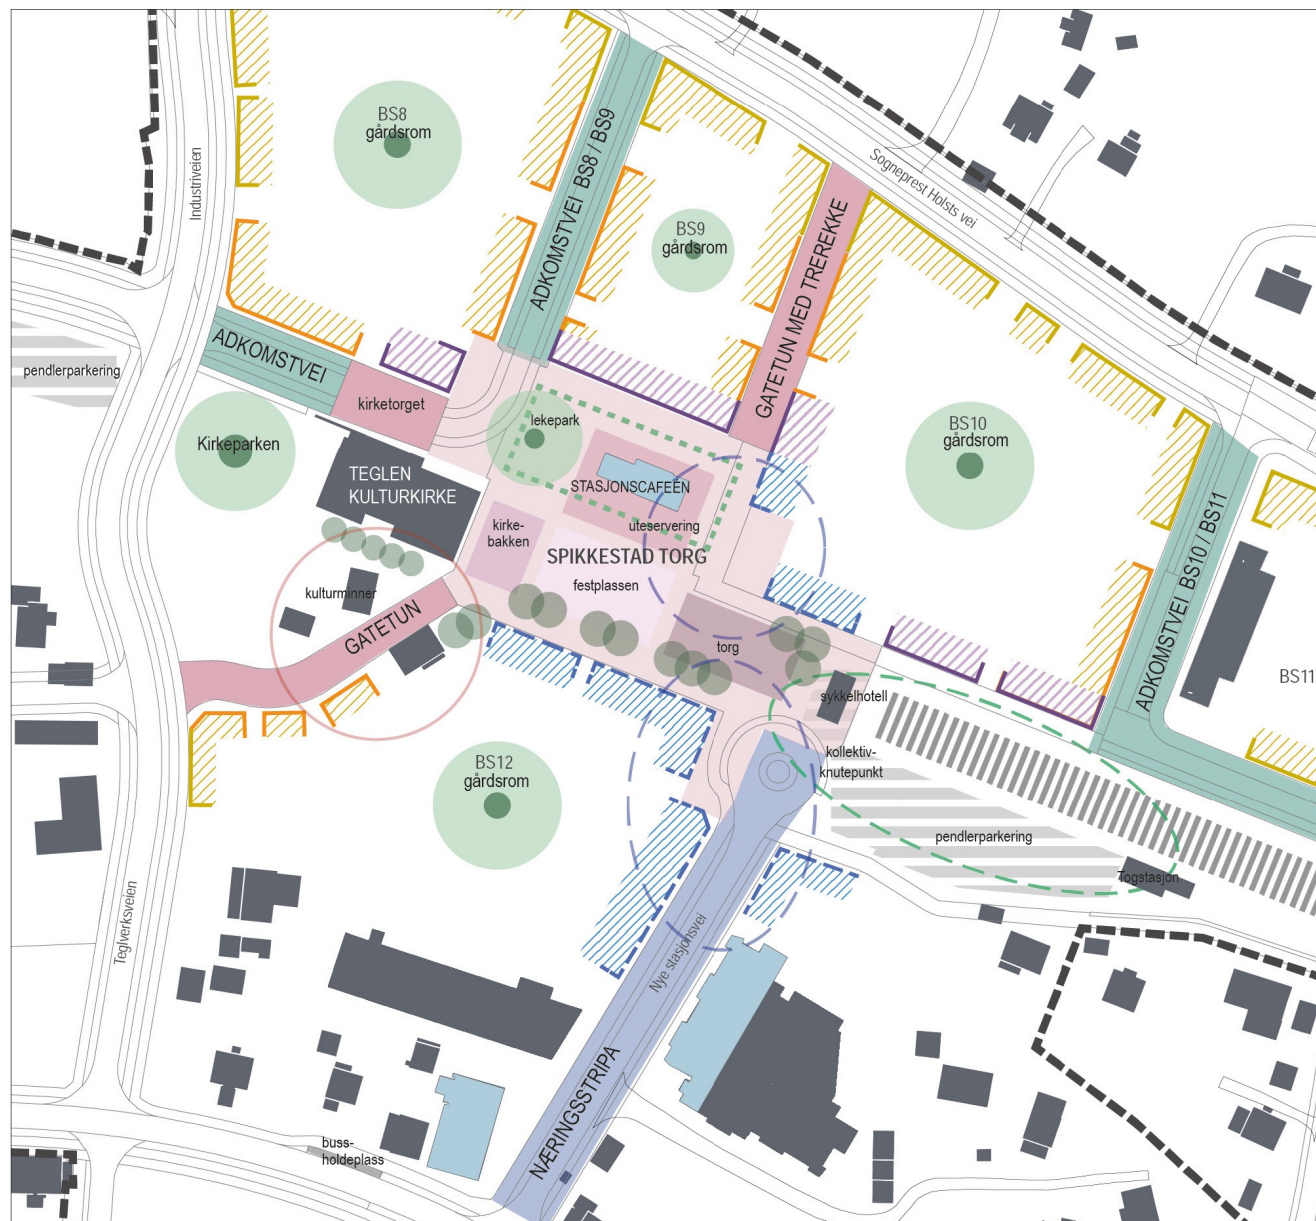 BS8
gårdsrom
ADKOMSTVEI BS8 / BS9
Industriveien
Sogneprest Holsts vei
BS9
gårdsrom
GATETUN MED TREREKKE
ADKOMSTVEI
pendlerparkering
kirketorget
lekepark
Kirkeparken
BS10
gårdsrom
TEGLEN
KULTURKIRKE
STASJONSCAFEEN
uteservering
kirke-
bakken
SPIKKESTAD TORG
festplassen
kulturminner
GATETUN
torg
ADKOMSTVEI BS10 / BS11
BS11
sykkelhotell
kollektiv-
knutepunkt
BS12
gårdsrom
pendlerparkering
Togstasjon
Teglverksveien
Nye stasjonsvei
NÆRINGSSTRIPA
buss-
holdeplass